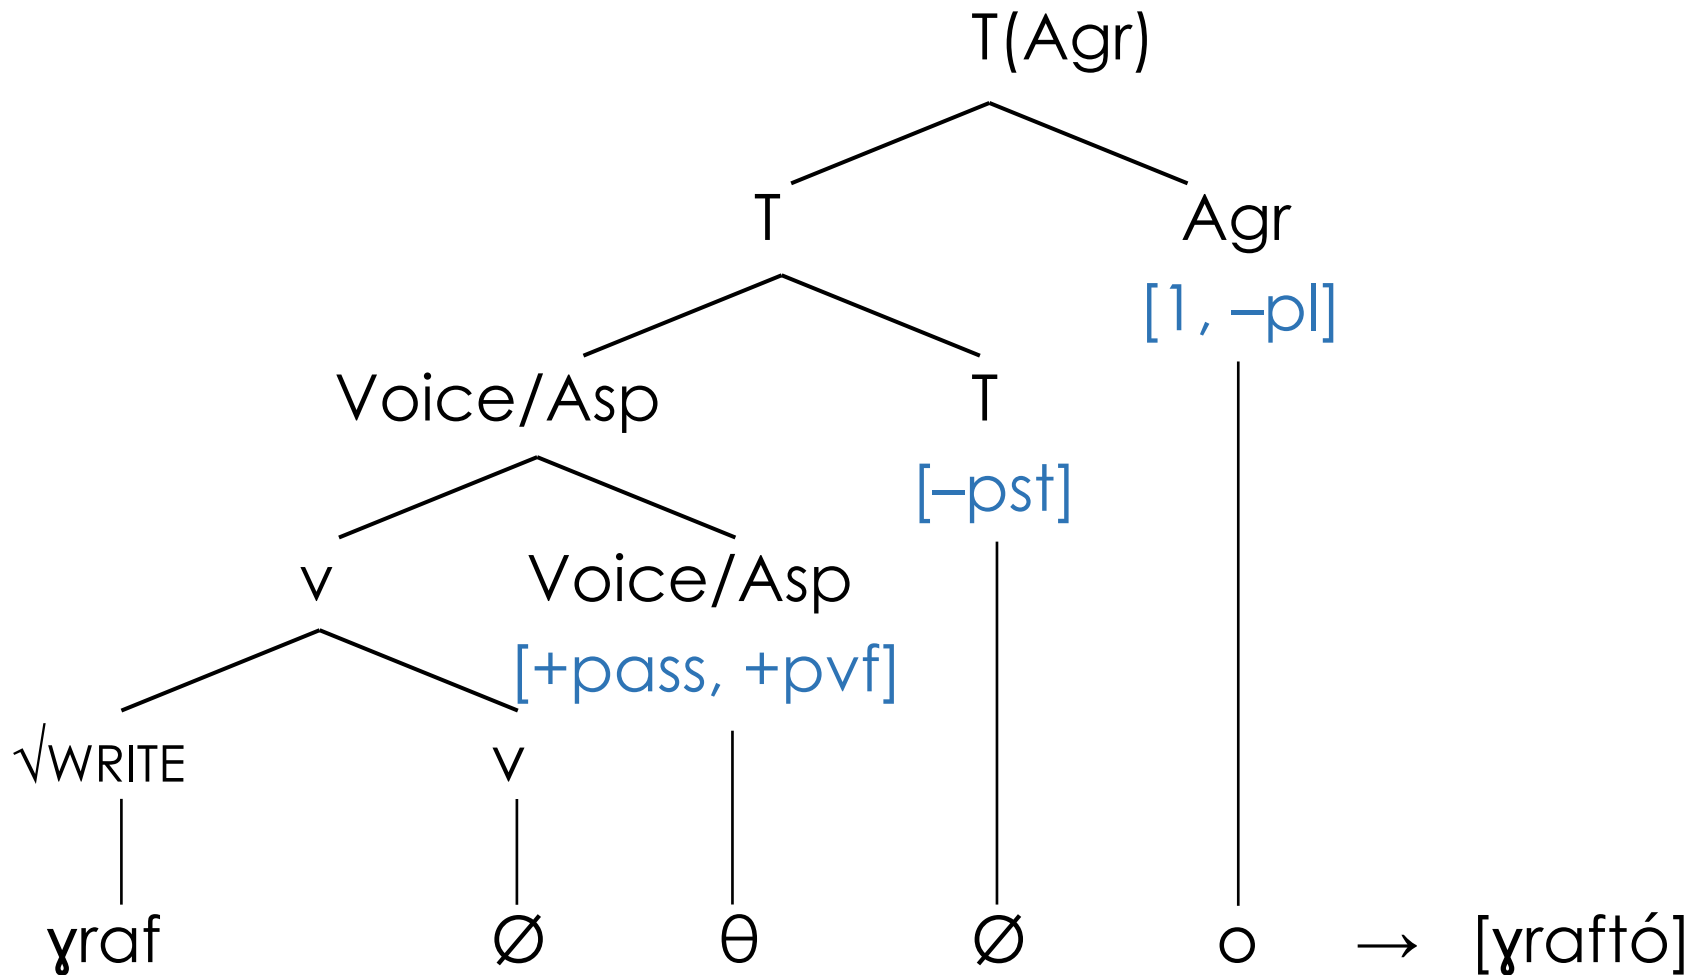 T(Agr)
T Agr
[1, –pl]
Voice/Asp T
[–pst]
v Voice/Asp
[+pass, +pvf]
√WRITE v
ɣraf Ø θ Ø o → [ɣraftó]